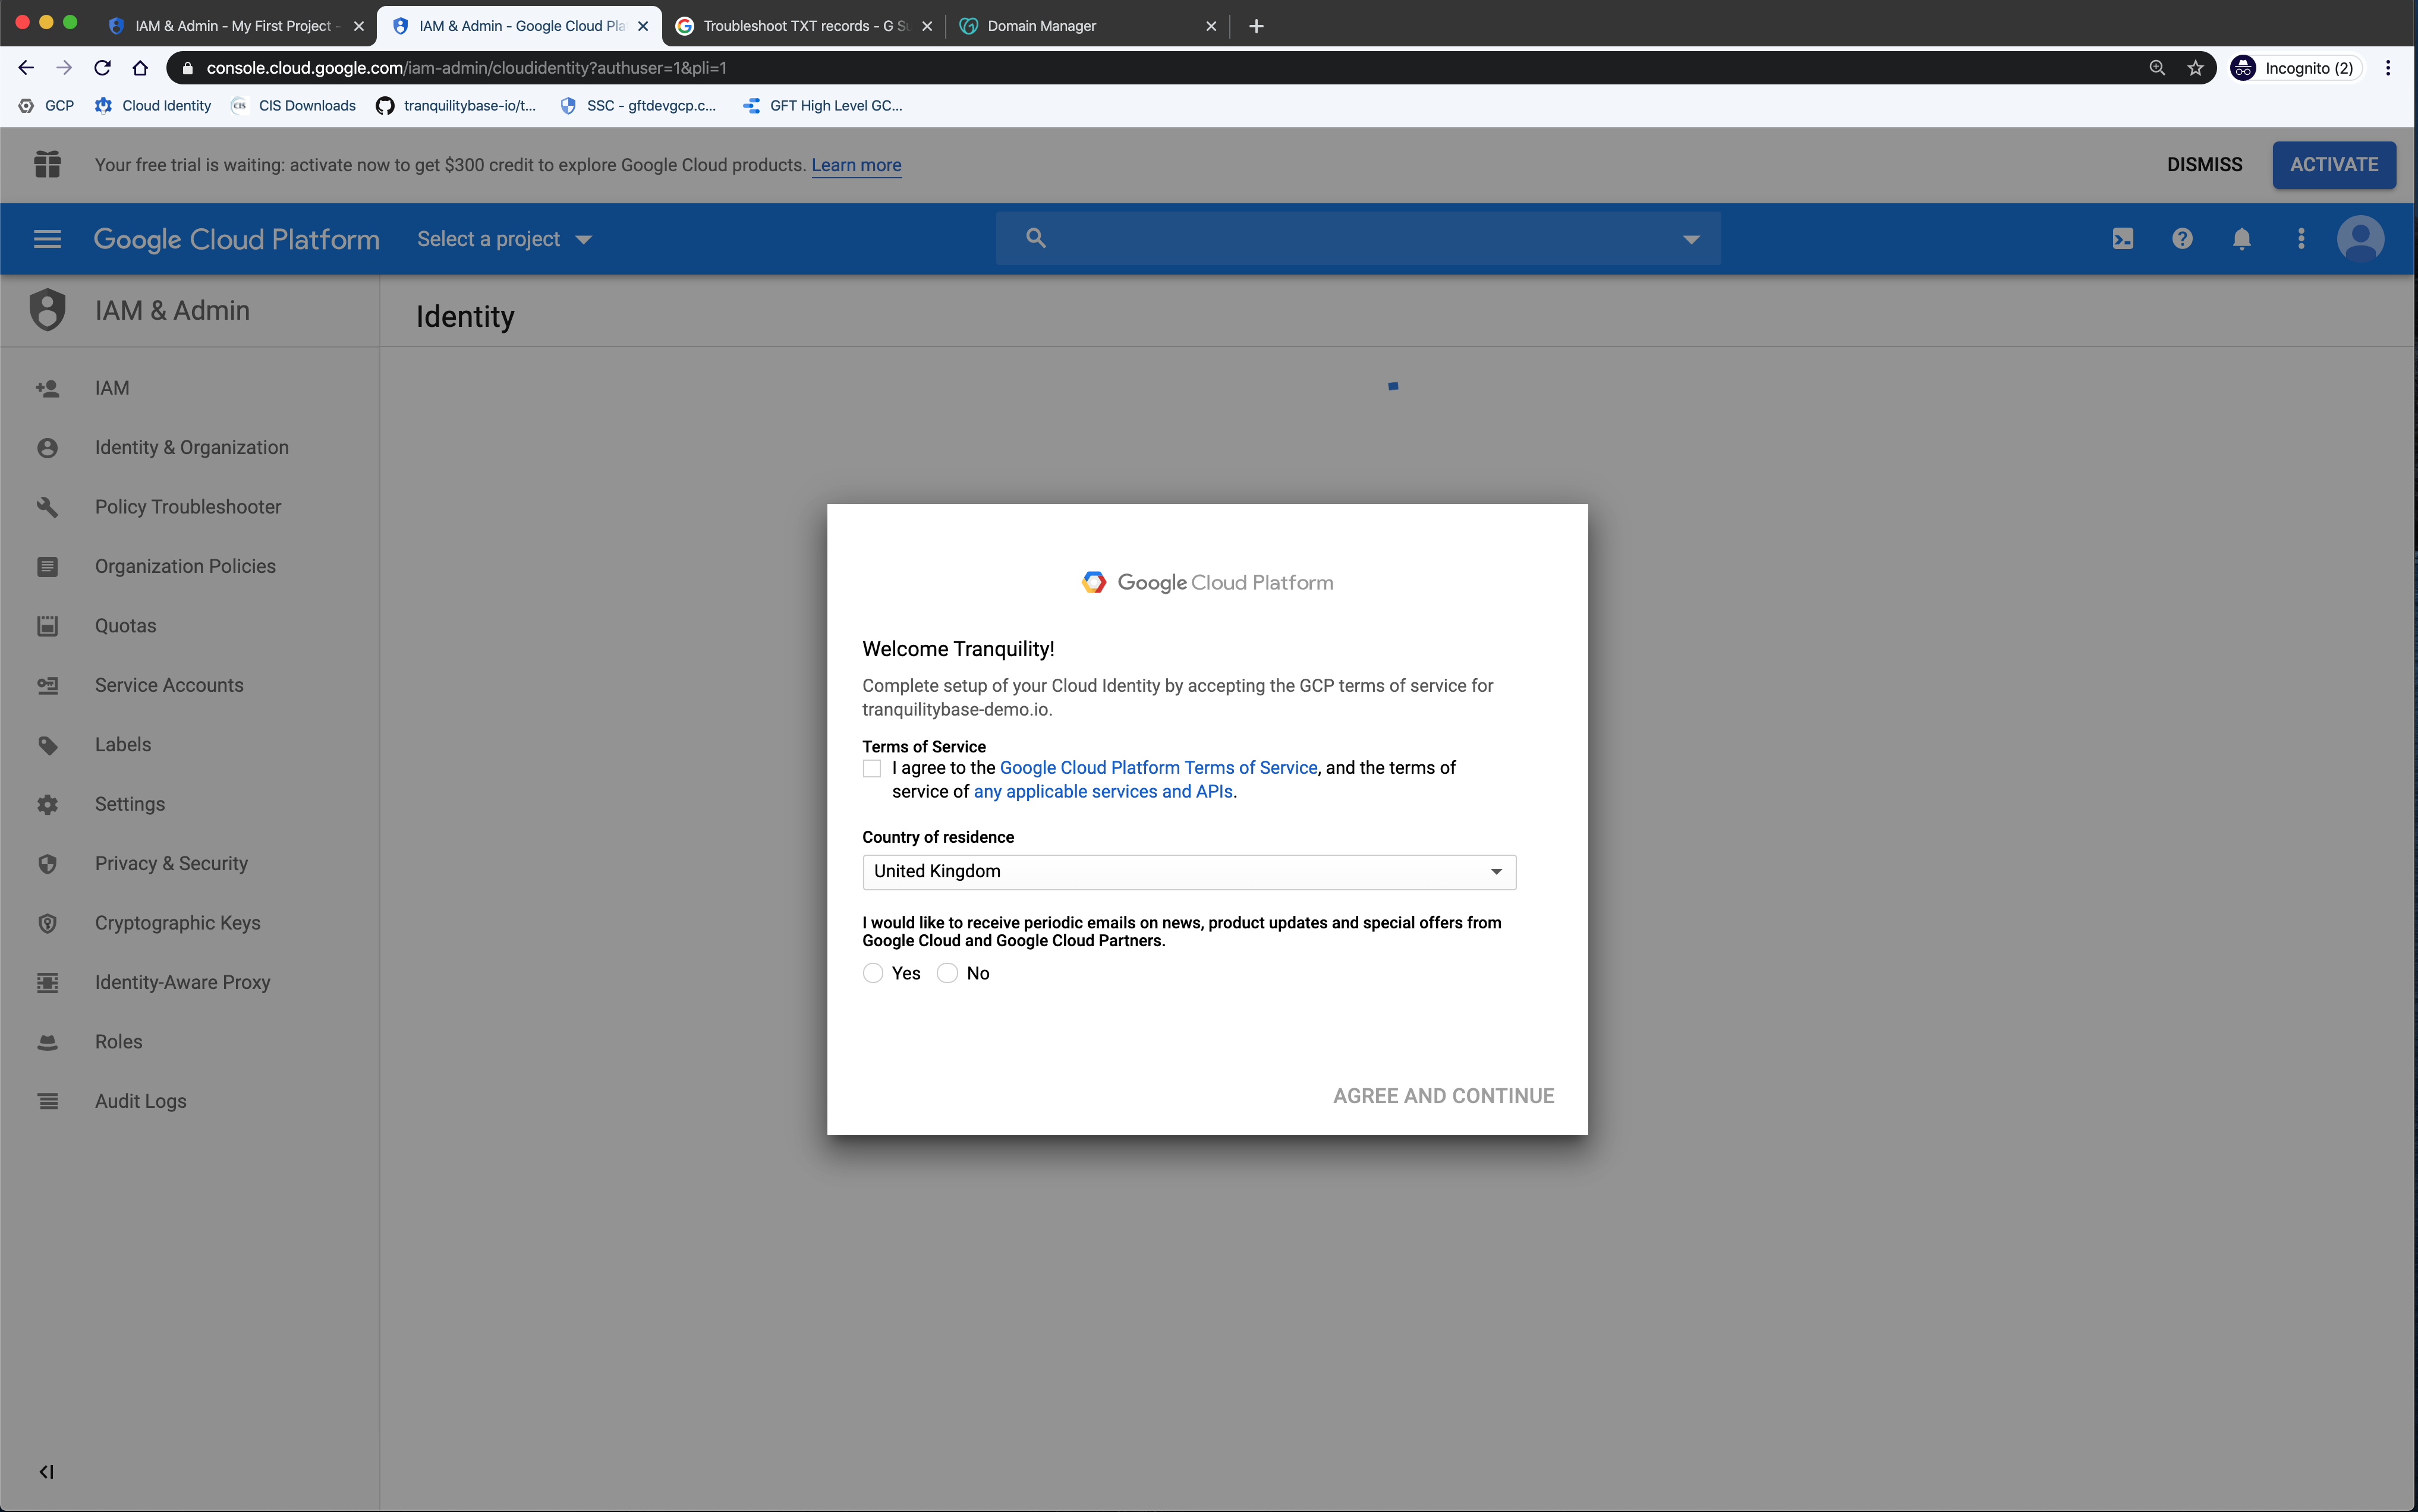 IAM & Admin - My First Project -
IAM & Admin - Google Cloud Pla
Troubleshoot TXT records - G Su
Domain Manager
console.cloud.google.com/iam-admin/cloudidentity?authuser=1&pli=1
Incognito (2)
GCP
Cloud Identity
CIS
CIS Downloads
tranquilitybase-io/t...
SSC - gftdevgcp.c...
GFT High Level GC...
Your free trial is waiting: activate now to get $300 credit to explore Google Cloud products. Learn more
DISMISS
ACTIVATE
Google Cloud Platform
Select a project
IAM & Admin
Identity
IAM
Identity & Organization
Policy Troubleshooter
Organization Policies
Quotas
Service Accounts
Labels
Settings
Privacy & Security
Cryptographic Keys
Identity-Aware Proxy
Roles
Audit Logs
Google Cloud Platform
Welcome Tranquility!
Complete setup of your Cloud Identity by accepting the GCP terms of service for
tranquilitybase-demo.io.
Terms of Service
I agree to the Google Cloud Platform Terms of Service, and the terms of
service of any applicable services and APIs.
Country of residence
United Kingdom
I would like to receive periodic emails on news, product updates and special offers from
Google Cloud and Google Cloud Partners.
Yes
No
AGREE AND CONTINUE